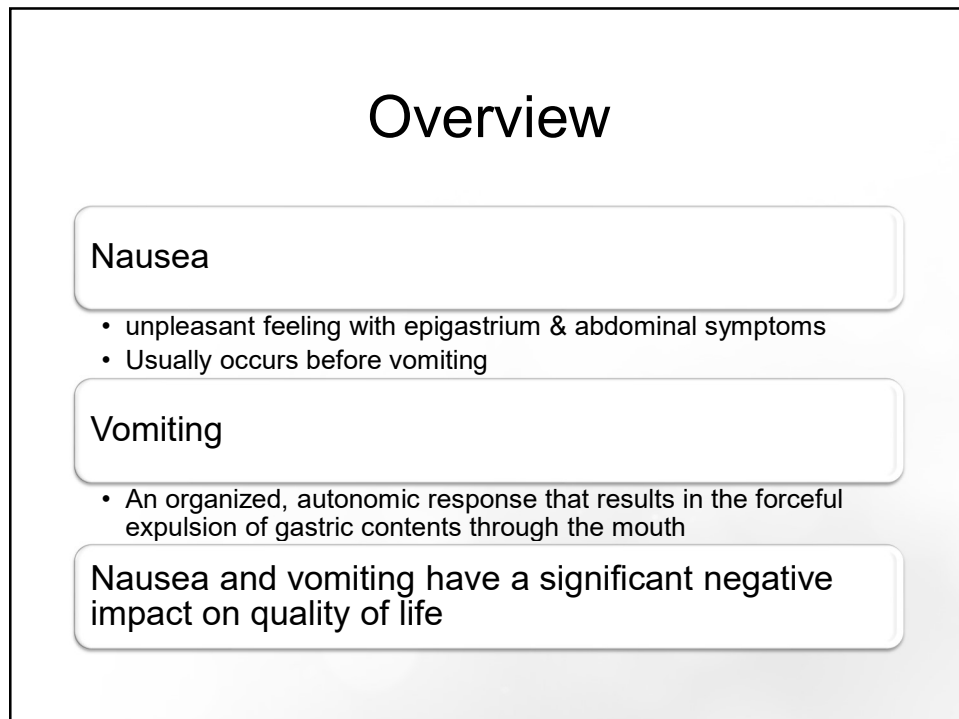 Overview
Nausea
• unpleasant feeling with epigastrium & abdominal symptoms
• Usually occurs before vomiting
Vomiting
• An organized, autonomic response that results in the forceful
expulsion of gastric contents through the mouth
Nausea and vomiting have a significant negative
impact on quality of life